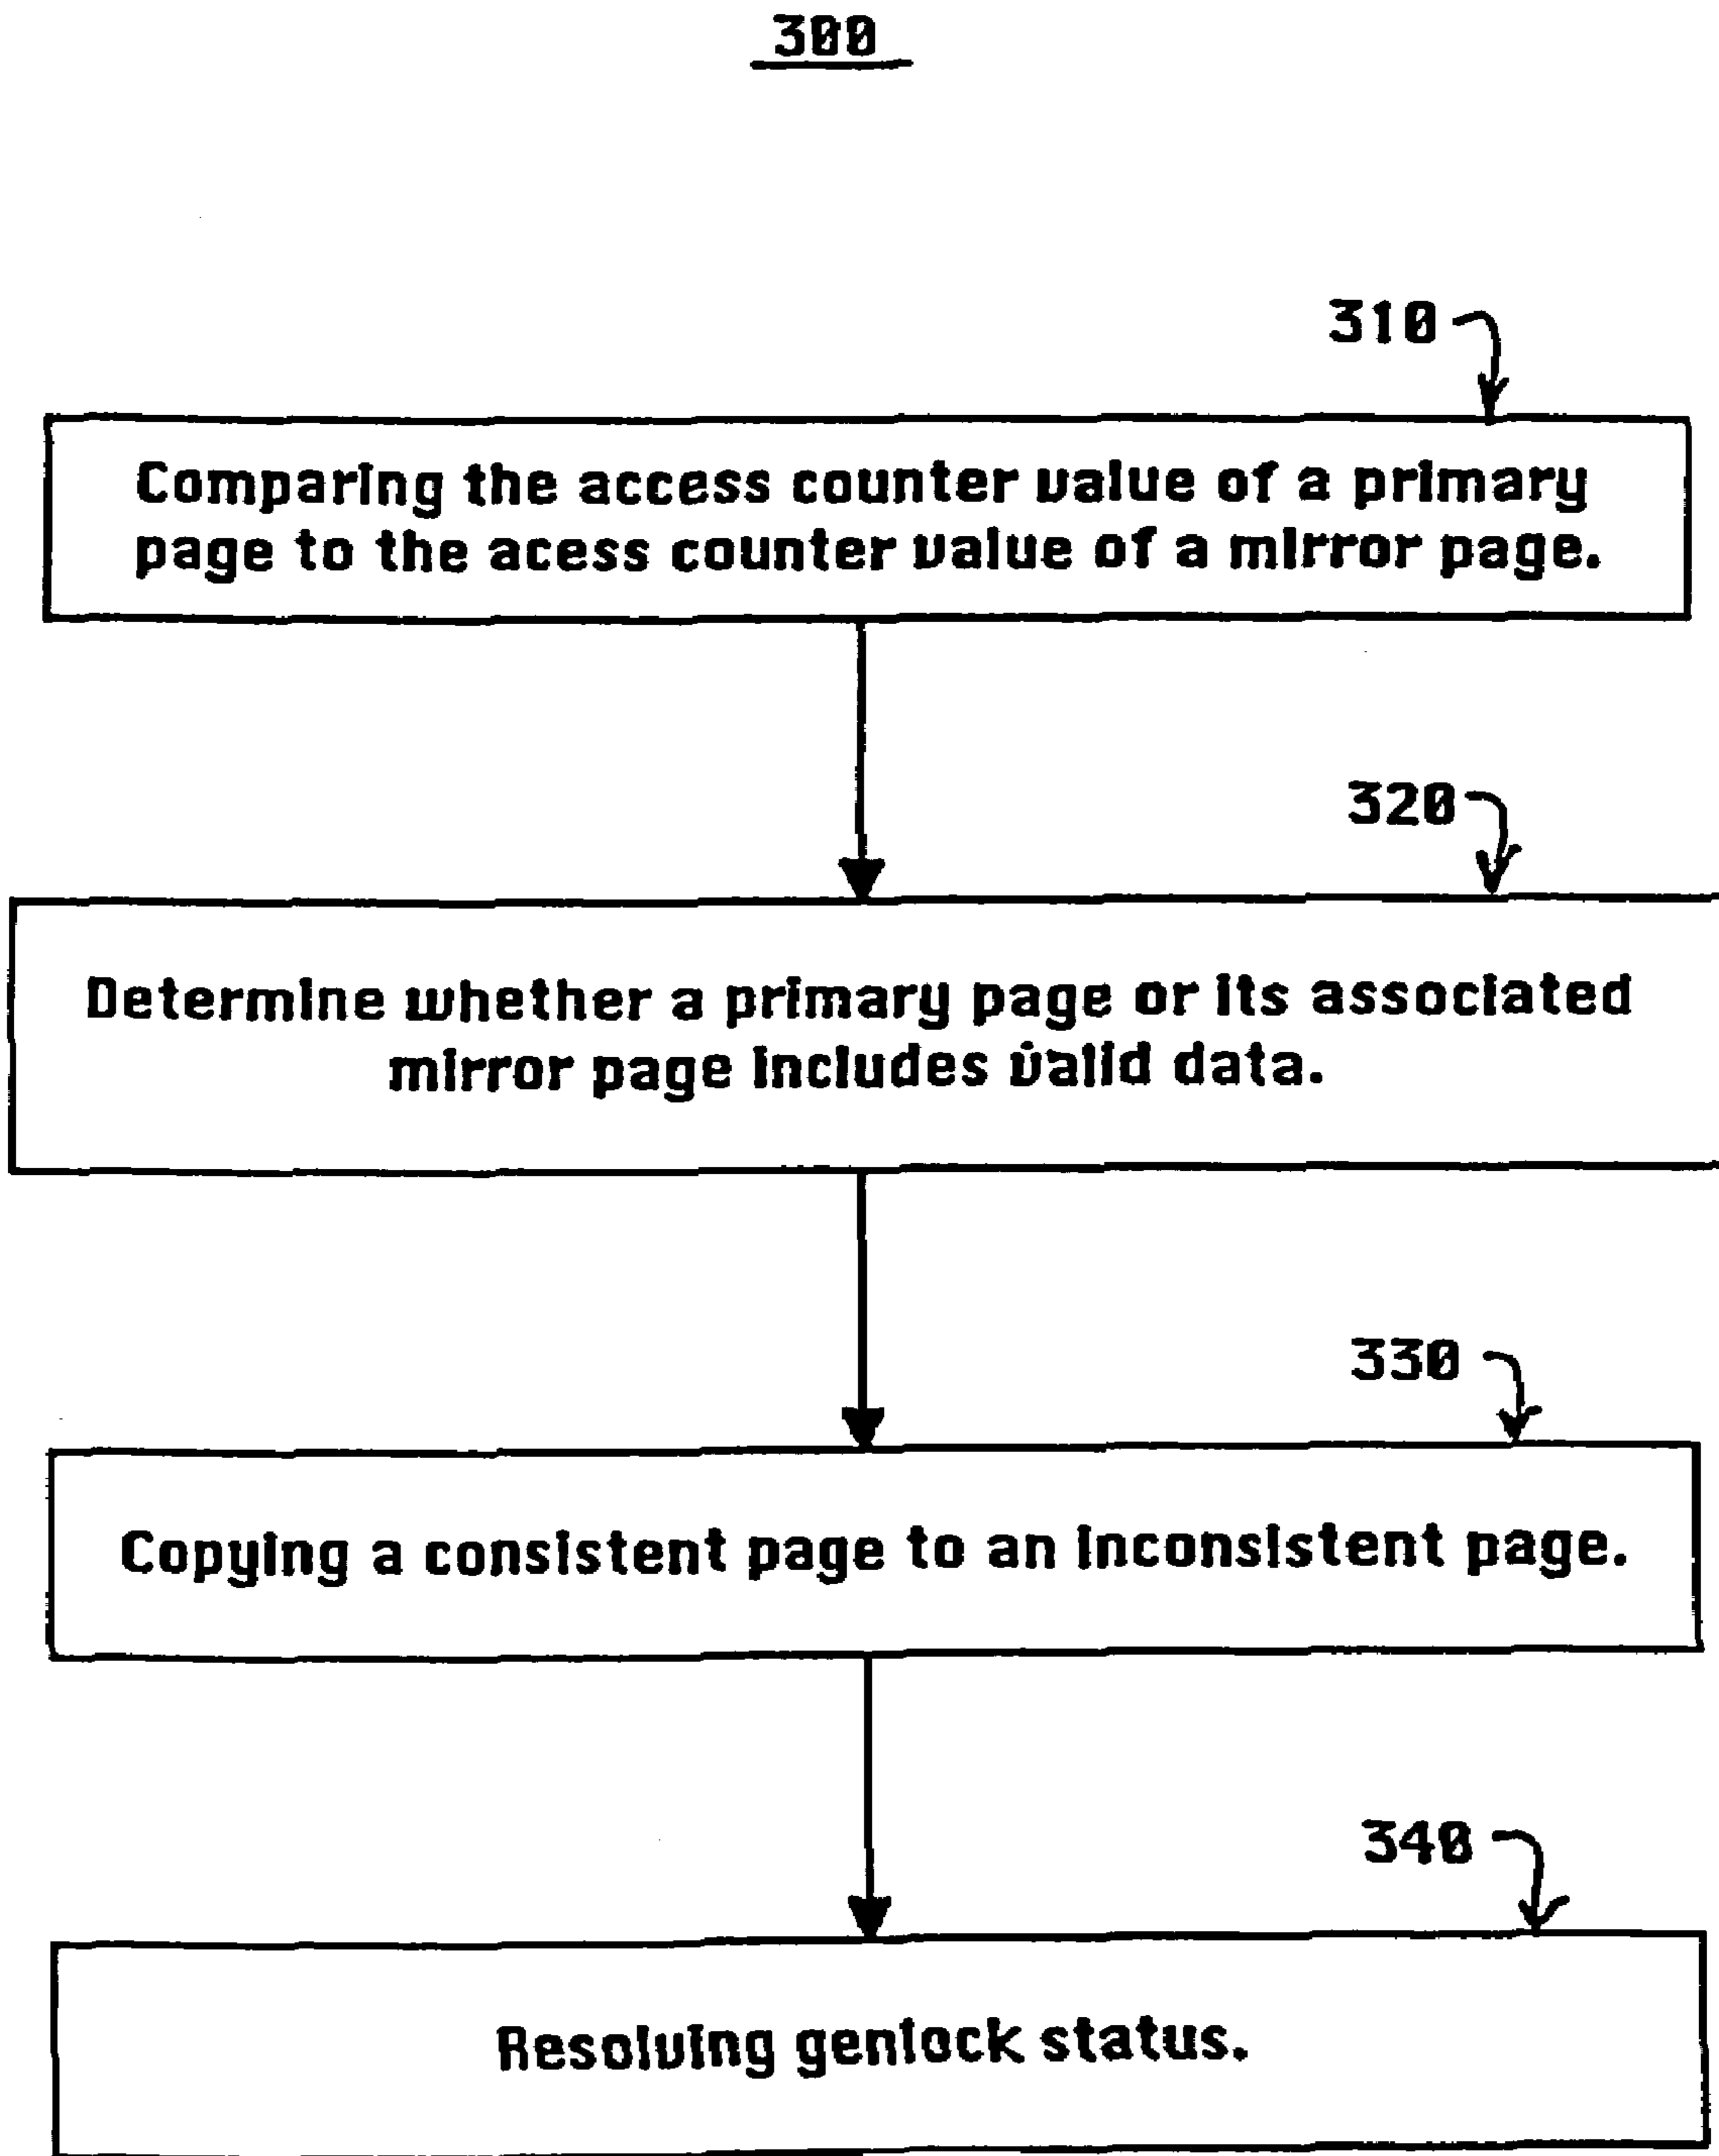 300
310
Comparing the access counter value of a primary
page to the acess counter value of a mirror page.
320
Determine whether a primary page or its associated
mirror page includes valid data.
330
Copying a consistent page to an inconsistent page.
340
Resolving genlock status.